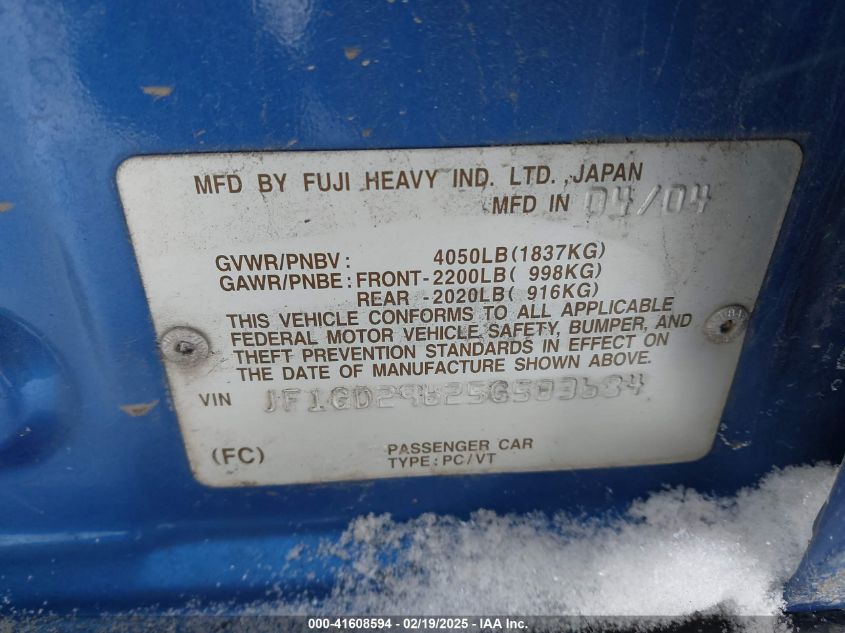 MFD BY FUJI HEAVY IND. LTD. JAPAN
MFD IN 04/04
GVWR/PNBV: 4050LB(1837KG)
GAWR/PNBE: FRONT-2200LB( 998KG)
REAR -2020LB( 916KG)
THIS VEHICLE CONFORMS TO ALL APPLICABLE
FEDERAL MOTOR VEHICLE SAFETY, BUMPER, AND
THEFT PREVENTION STANDARDS IN EFFECT ON
THE DATE OF MANUFACTURE SHOWN ABOVE.
VIN JF1GD29625G503684
(FC) PASSENGER CAR
TYPE: PC/VT
000-41608594 - 02/19/2025 - IAA Inc.